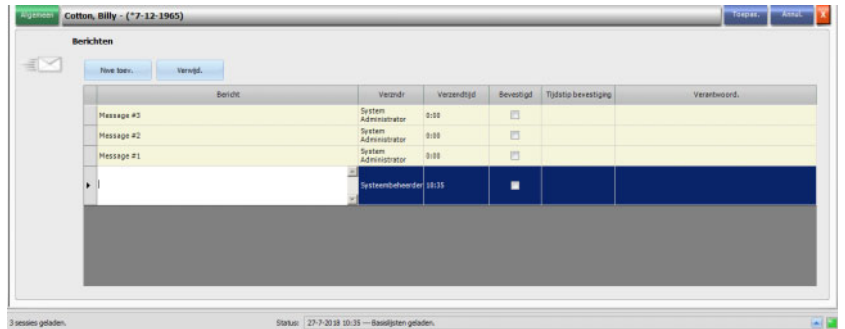 Algemeen Cotton, Billy - (*7-12-1965) Toepas. Annul. X
Berichten
Nwe toev. Verwijd.
Bericht Verzndr Verzendtijd Bevestigd Tijdstip bevestiging Verantwoord.
Message #3 System Administrator 0:00
Message #2 System Administrator 0:00
Message #1 System Administrator 0:00
Systeembeheerder 10:35
3 sessies geladen. Status: 27-7-2018 10:35 --- Basislijsten geladen.